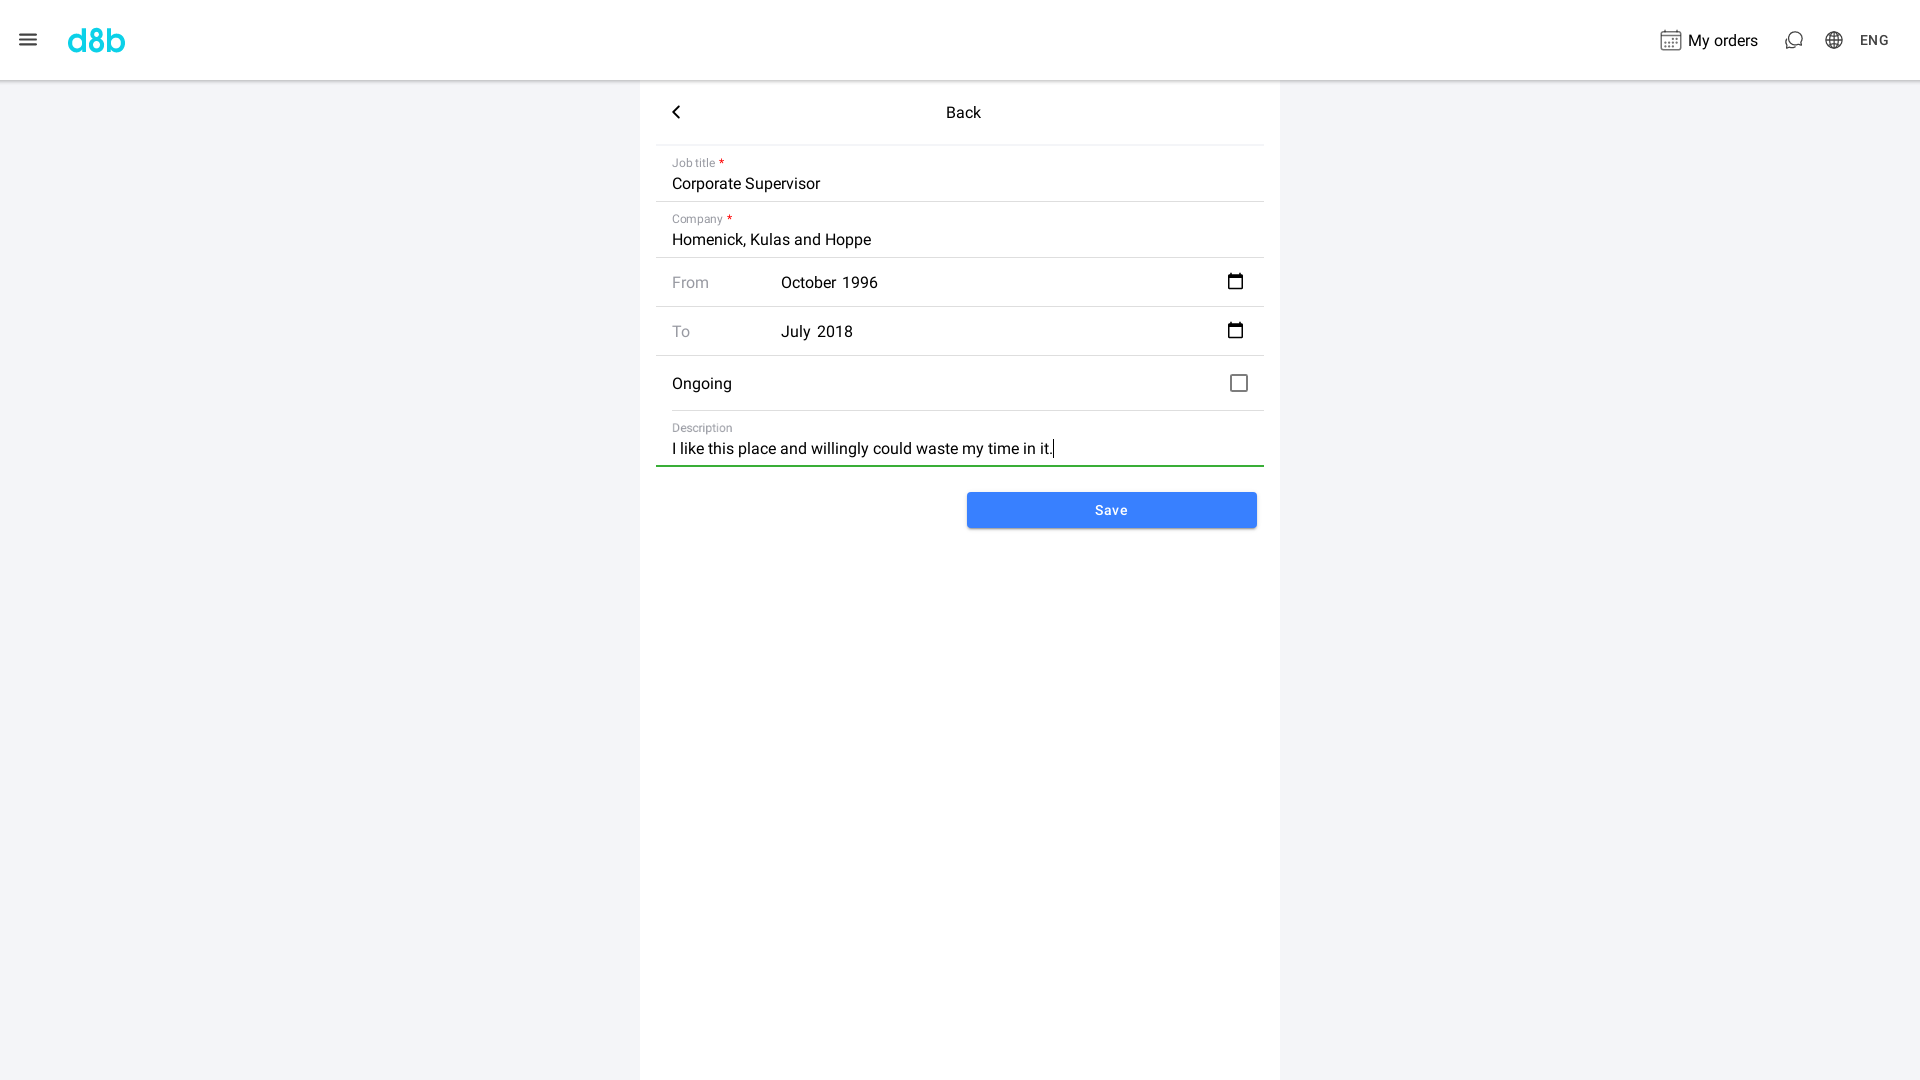 d8b
My orders
ENG
Back
Job title *
Corporate Supervisor
Company *
Homenick, Kulas and Hoppe
From October 1996
To July 2018
Ongoing
Description
I like this place and willingly could waste my time in it.
Save